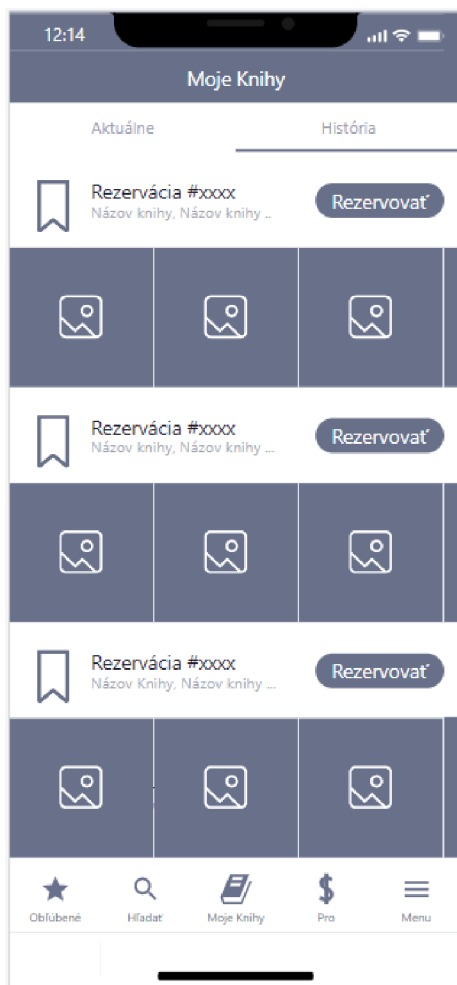 12:14
Moje Knihy
Aktuálne História
Rezervácia #xxxx
Názov knihy, Názov knihy ..
Rezervovať
Rezervácia #xxxx
Názov knihy, Názov knihy ...
Rezervovať
Rezervácia #xxxx
Názov Knihy, Názov knihy ...
Rezervovať
Obľúbené Hľadať Moje Knihy Pro Menu